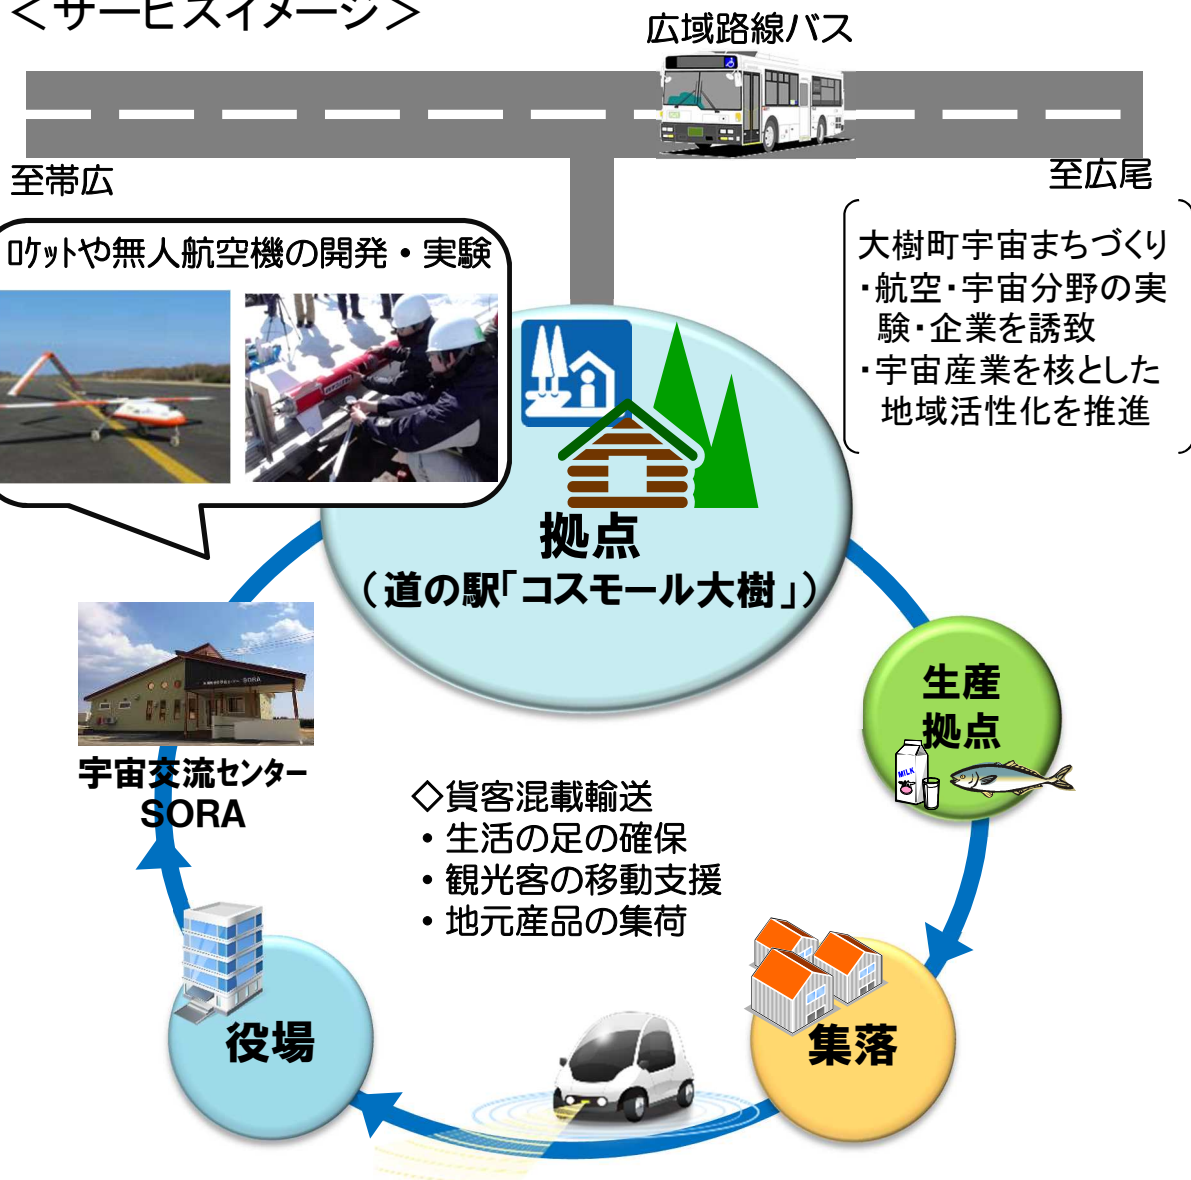 ＜サービスイメージ＞
広域路線バス
至帯広
至広尾
ﾛｹｯﾄや無人航空機の開発・実験
大樹町宇宙まちづくり
・航空・宇宙分野の実
験・企業を誘致
・宇宙産業を核とした
地域活性化を推進
拠点
（道の駅「コスモール大樹」）
生産
拠点
MILK
SORA
宇宙交流センター
SORA
◇貨客混載輸送
・生活の足の確保
・観光客の移動支援
・地元産品の集荷
役場
集落